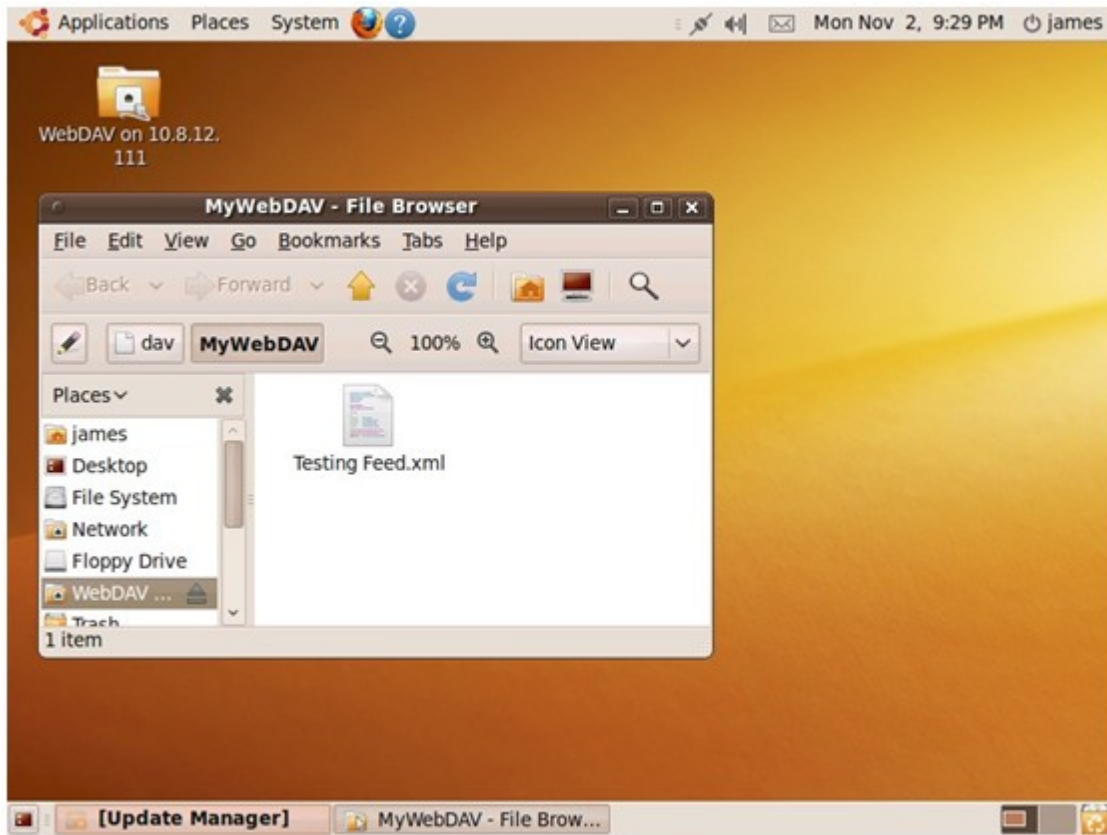 Applications Places System Mon Nov 2, 9:29 PM james
WebDAV on 10.8.12.
111
MyWebDAV - File Browser
File Edit View Go Bookmarks Tabs Help
Back Forward
dav MyWebDAV 100% Icon View
Places
james
Desktop
File System
Network
Floppy Drive
WebDAV ...
Trash
Testing Feed.xml
1 item
[Update Manager] MyWebDAV - File Brow...